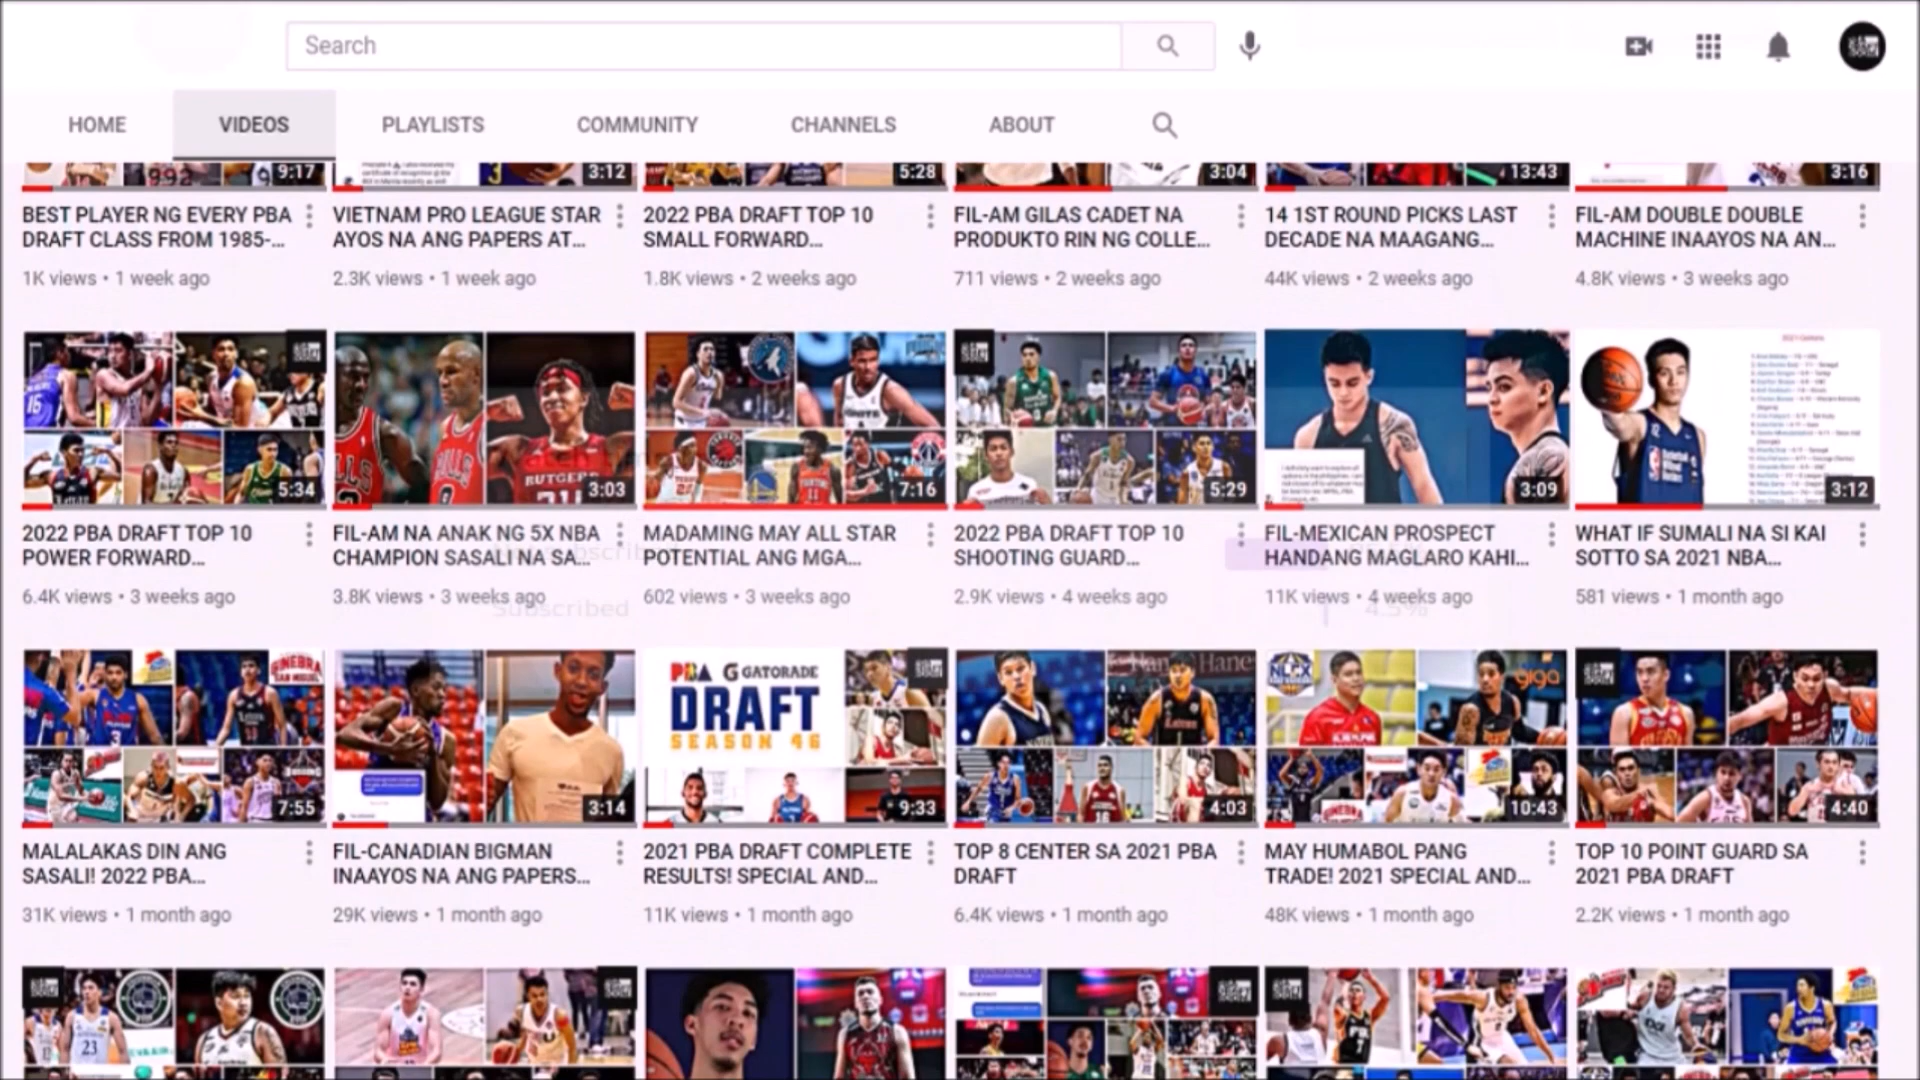 Search
HOME VIDEOS PLAYLISTS COMMUNITY CHANNELS ABOUT
9:17 3:12 5:28 3:04 13:43 3:16
BEST PLAYER NG EVERY PBA
DRAFT CLASS FROM 1985-...
1K views • 1 week ago
VIETNAM PRO LEAGUE STAR
AYOS NA ANG PAPERS AT...
2.3K views • 1 week ago
2022 PBA DRAFT TOP 10
SMALL FORWARD...
1.8K views • 2 weeks ago
FIL-AM GILAS CADET NA
PRODUKTO RIN NG COLLE...
711 views • 2 weeks ago
14 1ST ROUND PICKS LAST
DECADE NA MAAGANG...
44K views • 2 weeks ago
FIL-AM DOUBLE DOUBLE
MACHINE INAAYOS NA AN...
4.8K views • 3 weeks ago
5:34
2022 PBA DRAFT TOP 10
POWER FORWARD...
6.4K views • 3 weeks ago
RUTGER
3:03
FIL-AM NA ANAK NG 5X NBA
CHAMPION SASALI NA SA...
3.8K views • 3 weeks ago
7:16
MADAMING MAY ALL STAR
POTENTIAL ANG MGA...
602 views • 3 weeks ago
5:29
2022 PBA DRAFT TOP 10
SHOOTING GUARD...
2.9K views • 4 weeks ago
3:09
FIL-MEXICAN PROSPECT
HANDANG MAGLARO KAHI...
11K views • 4 weeks ago
3:12
WHAT IF SUMALI NA SI KAI
SOTTO SA 2021 NBA...
581 views • 1 month ago
Subscribed
4.5%
GINEBRA
SAN MIGUEL
7:55
MALALAKAS DIN ANG
SASALI! 2022 PBA...
31K views • 1 month ago
3:14
FIL-CANADIAN BIGMAN
INAAYOS NA ANG PAPERS...
29K views • 1 month ago
PBA G GATORADE
DRAFT
SEASON 46
9:33
2021 PBA DRAFT COMPLETE
RESULTS! SPECIAL AND...
11K views • 1 month ago
Hanes
4:03
TOP 8 CENTER SA 2021 PBA
DRAFT
6.4K views • 1 month ago
NLEX
giga
10:43
MAY HUMABOL PANG
TRADE! 2021 SPECIAL AND...
48K views • 1 month ago
4:40
TOP 10 POINT GUARD SA
2021 PBA DRAFT
2.2K views • 1 month ago
23